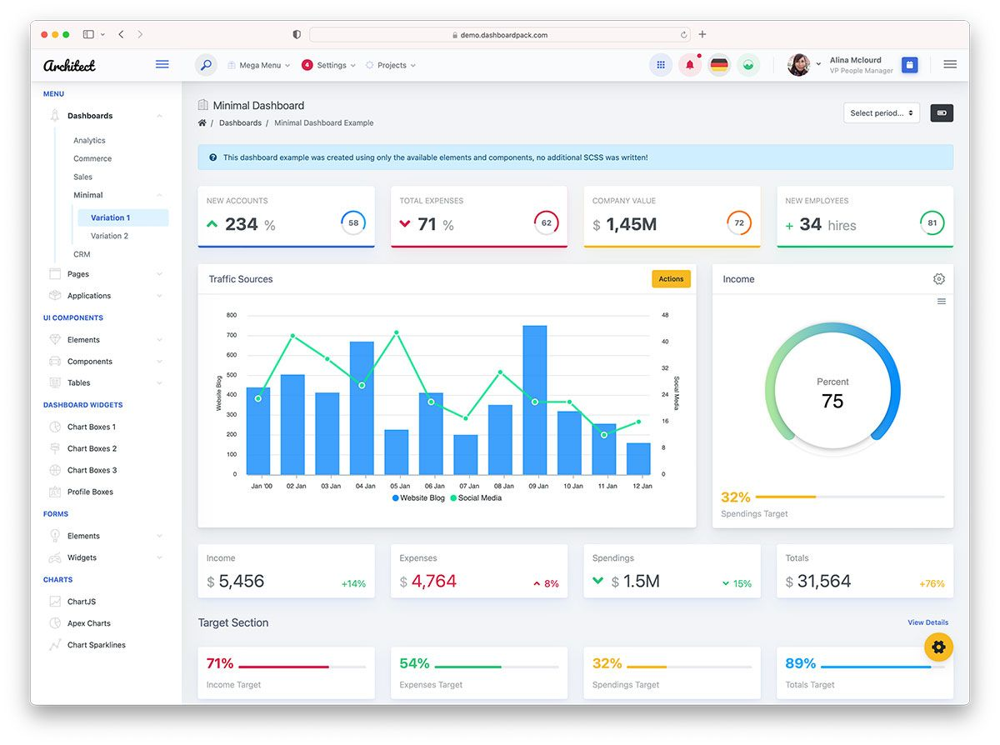 demo.dashboardpack.com
Architect
Mega Menu
4
Settings
Projects
Alina Mclourd
VP People Manager
MENU
Dashboards
Analytics
Commerce
Sales
Minimal
Variation 1
Variation 2
CRM
Pages
Applications
UI COMPONENTS
Elements
Components
Tables
DASHBOARD WIDGETS
Chart Boxes 1
Chart Boxes 2
Chart Boxes 3
Profile Boxes
FORMS
Elements
Widgets
CHARTS
ChartJS
Apex Charts
Chart Sparklines
Minimal Dashboard
/ Dashboards / Minimal Dashboard Example
Select period...
This dashboard example was created using only the available elements and components, no additional SCSS was written!
NEW ACCOUNTS
234 %
58
TOTAL EXPENSES
71 %
62
COMPANY VALUE
$ 1,45M
72
NEW EMPLOYEES
+ 34 hires
81
Traffic Sources
Actions
800
700
600
500
400
300
200
100
0
Website Blog
48
40
32
24
16
8
0
Social Media
Jan '00 02 Jan 03 Jan 04 Jan 05 Jan 06 Jan 07 Jan 08 Jan 09 Jan 10 Jan 11 Jan 12 Jan
Website Blog Social Media
Income
Percent
75
32%
Spendings Target
Income
$ 5,456
+14%
Expenses
$ 4,764
8%
Spendings
$ 1.5M
15%
Totals
$ 31,564
+76%
Target Section
View Details
71%
Income Target
54%
Expenses Target
32%
Spendings Target
89%
Totals Target